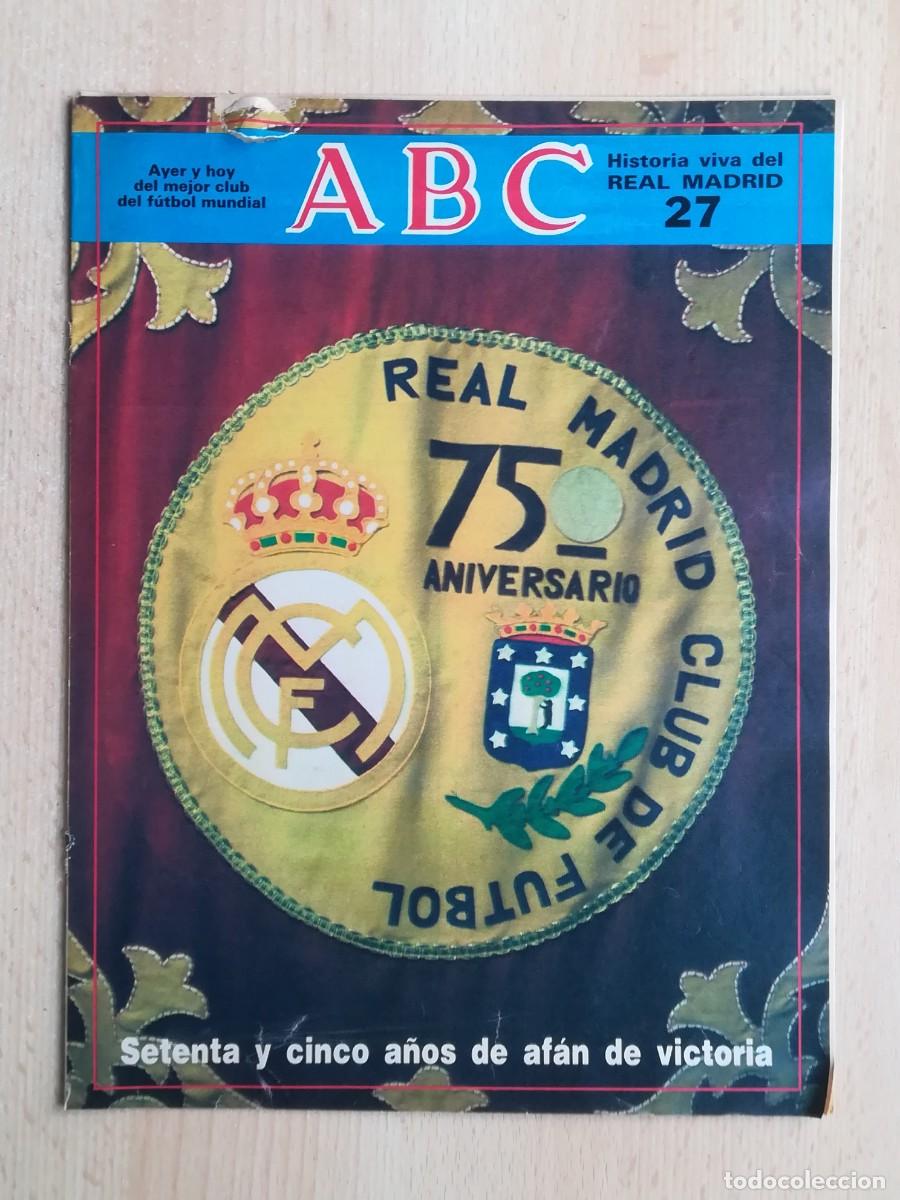 Ayer y hoy
del mejor club
del fútbol mundial
ABC
Historia viva del
REAL MADRID
27
REAL MADRID CLUB DE FUTBOL
75º
ANIVERSARIO
MCF
Setenta y cinco años de afán de victoria
todocoleccion